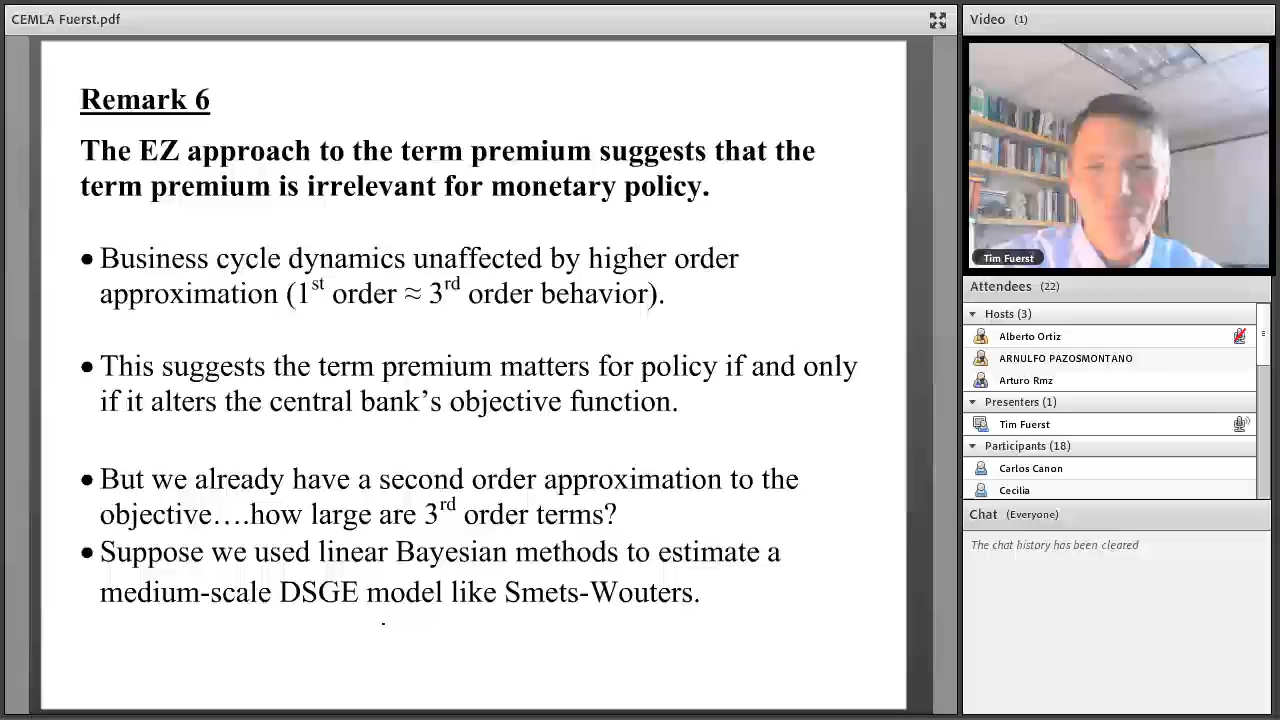 CEMLA Fuerst.pdf
Remark 6
The EZ approach to the term premium suggests that the
term premium is irrelevant for monetary policy.
• Business cycle dynamics unaffected by higher order
approximation (1st order ≈ 3rd order behavior).
• This suggests the term premium matters for policy if and only
if it alters the central bank’s objective function.
• But we already have a second order approximation to the
objective….how large are 3rd order terms?
• Suppose we used linear Bayesian methods to estimate a
medium-scale DSGE model like Smets-Wouters.
Video (1)
Tim Fuerst
Attendees (22)
Hosts (3)
Alberto Ortiz
ARNULFO PAZOSMONTANO
Arturo Rmz
Presenters (1)
Tim Fuerst
Participants (18)
Carlos Canon
Cecilia
Chat (Everyone)
The chat history has been cleared